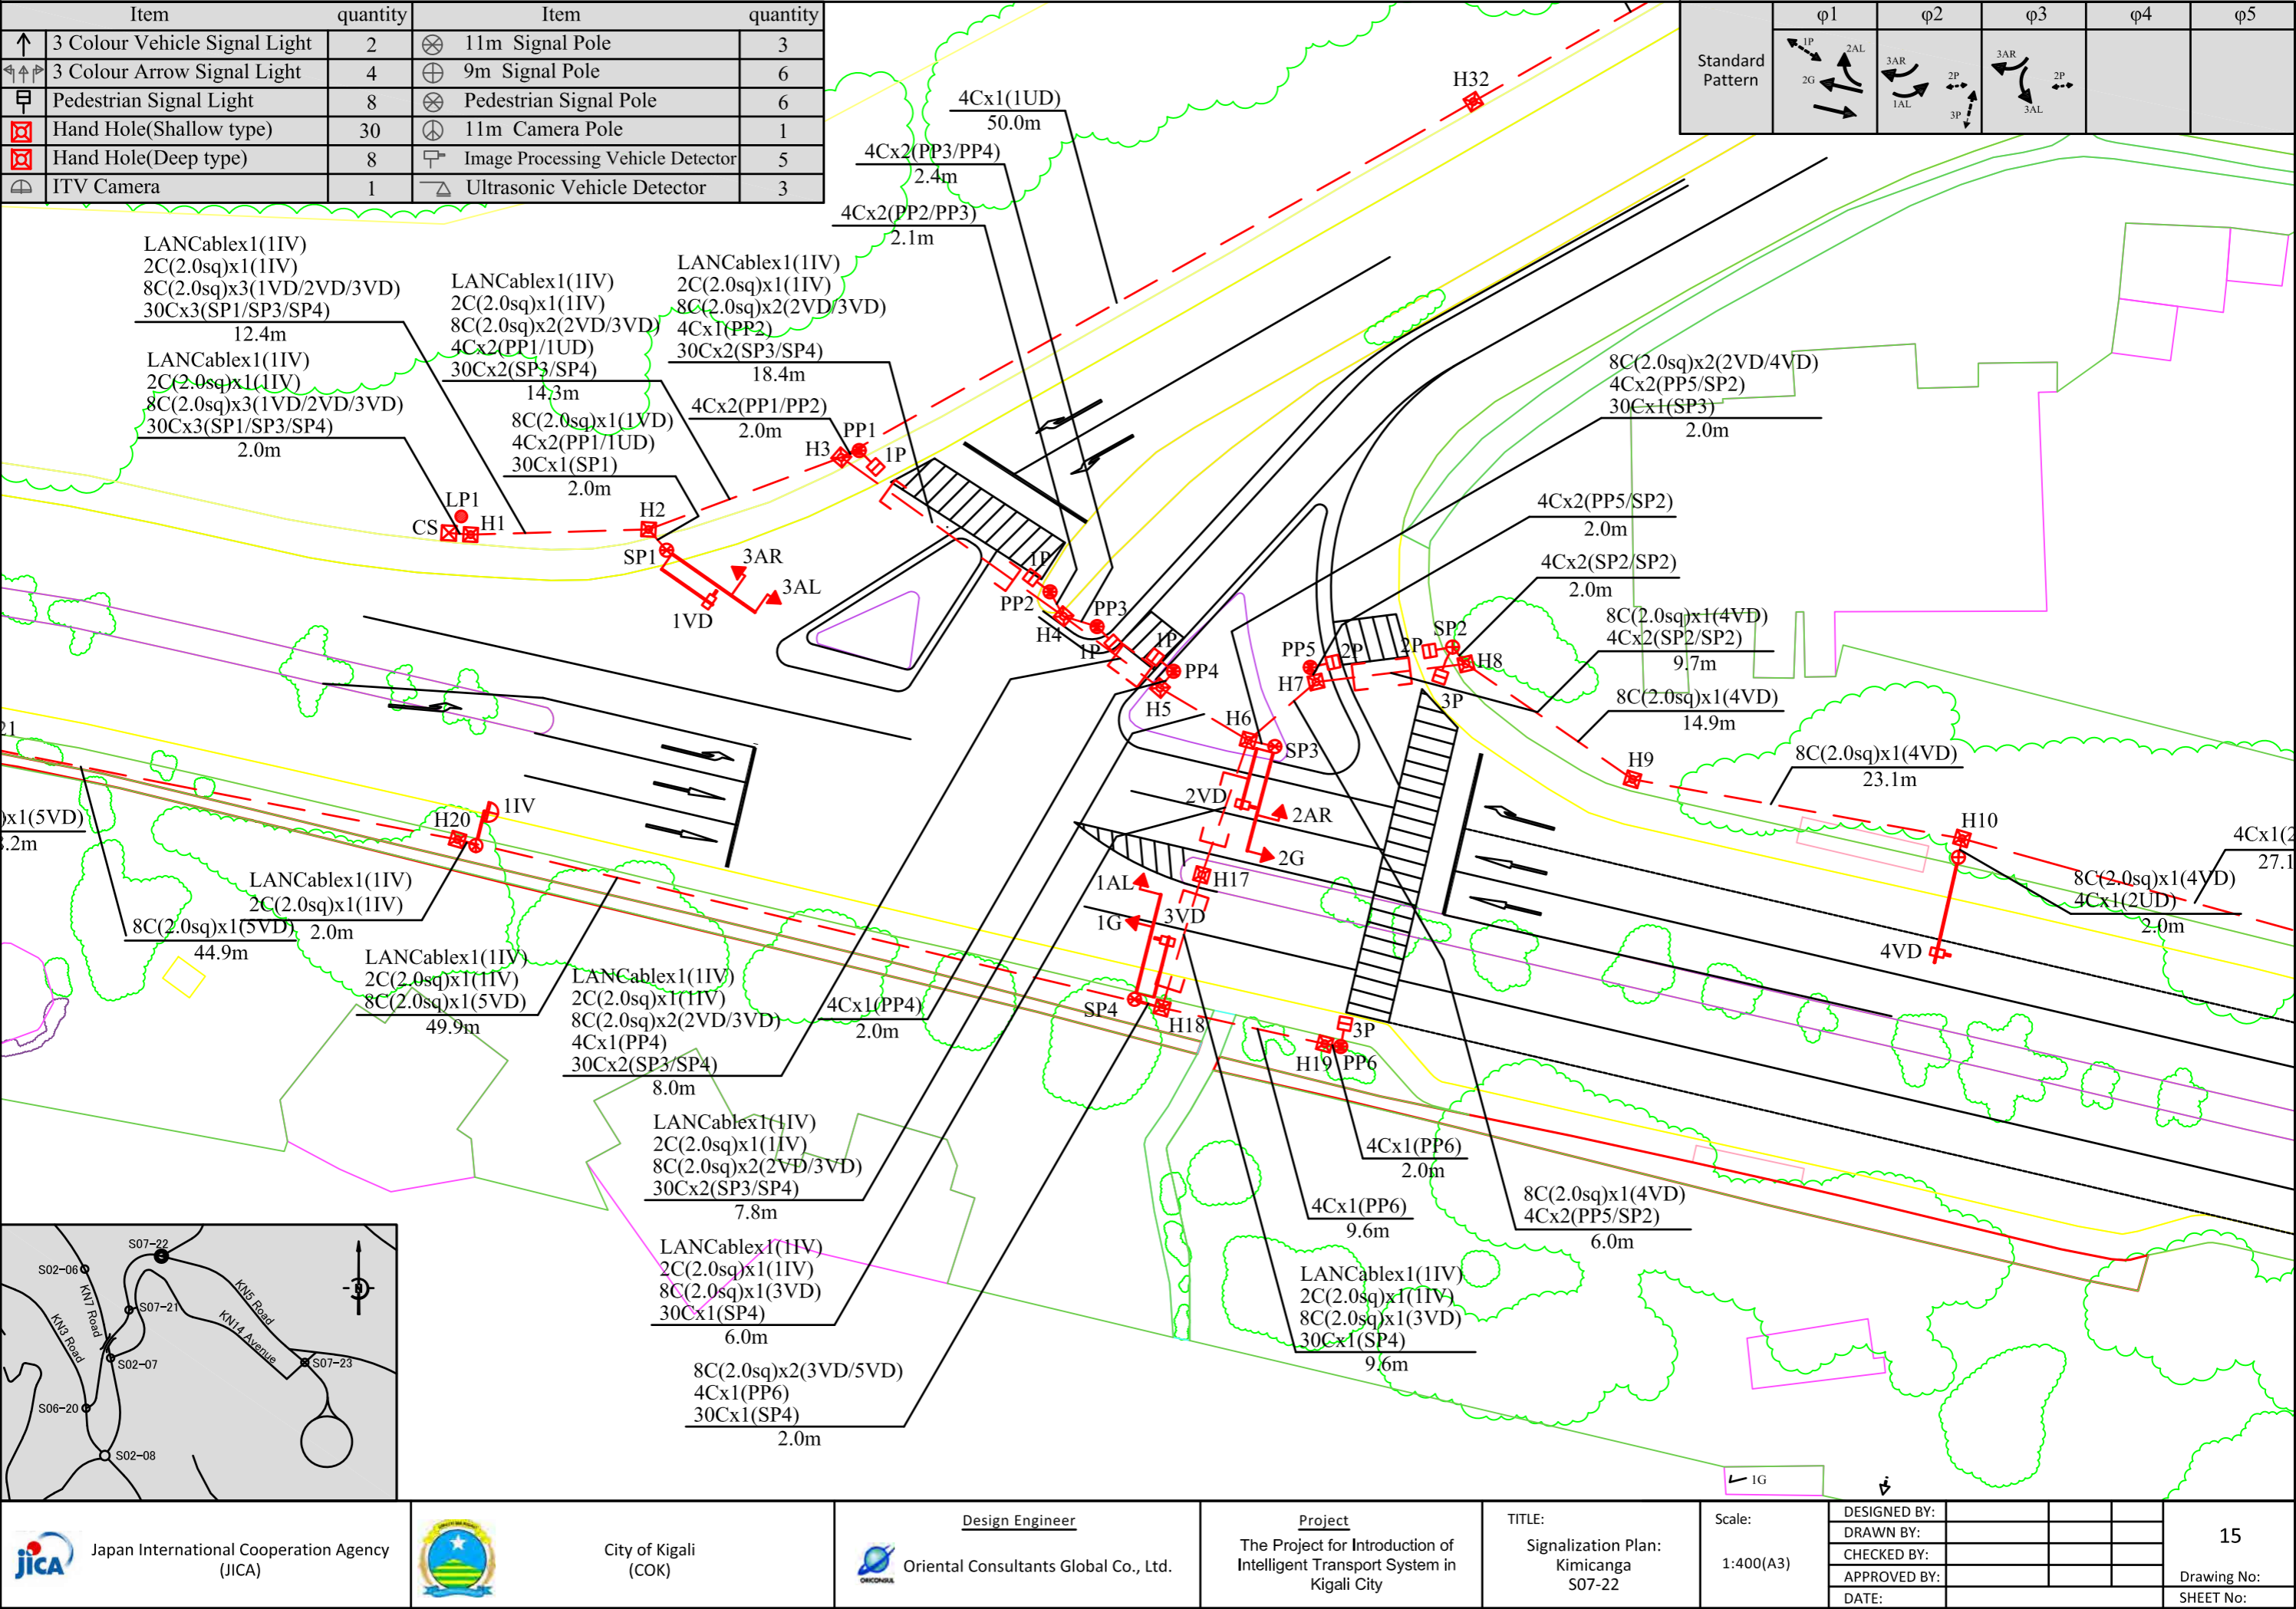 Item quantity Item quantity
3 Colour Vehicle Signal Light 2 11m Signal Pole 3
3 Colour Arrow Signal Light 4 9m Signal Pole 6
Pedestrian Signal Light 8 Pedestrian Signal Pole 6
Hand Hole(Shallow type) 30 11m Camera Pole 1
Hand Hole(Deep type) 8 Image Processing Vehicle Detector 5
ITV Camera 1 Ultrasonic Vehicle Detector 3
Standard
Pattern
φ1 φ2 φ3 φ4 φ5
1P
2AL
2G
3AR
1AL
2P
3P
3AR
3AL
2P
H32
4Cx1(1UD)
50.0m
4Cx2(PP3/PP4)
2.4m
4Cx2(PP2/PP3)
2.1m
LANCablex1(1IV)
2C(2.0sq)x1(1IV)
8C(2.0sq)x3(1VD/2VD/3VD)
30Cx3(SP1/SP3/SP4)
12.4m
LANCablex1(1IV)
2C(2.0sq)x1(1IV)
8C(2.0sq)x3(1VD/2VD/3VD)
30Cx3(SP1/SP3/SP4)
2.0m
LANCablex1(1IV)
2C(2.0sq)x1(1IV)
8C(2.0sq)x2(2VD/3VD)
4Cx2(PP1/1UD)
30Cx2(SP3/SP4)
14.3m
8C(2.0sq)x1(1VD)
4Cx2(PP1/1UD)
30Cx1(SP1)
2.0m
LANCablex1(1IV)
2C(2.0sq)x1(1IV)
8C(2.0sq)x2(2VD/3VD)
4Cx1(PP2)
30Cx2(SP3/SP4)
18.4m
4Cx2(PP1/PP2)
2.0m
8C(2.0sq)x2(2VD/4VD)
4Cx2(PP5/SP2)
30Cx1(SP3)
2.0m
4Cx2(PP5/SP2)
2.0m
4Cx2(SP2/SP2)
2.0m
8C(2.0sq)x1(4VD)
4Cx2(SP2/SP2)
9.7m
8C(2.0sq)x1(4VD)
14.9m
8C(2.0sq)x1(4VD)
23.1m
LP1
CS
H1
H2
SP1
3AR
3AL
1VD
H3
PP1
1P
1P
PP2
H4
PP3
1P
1P
PP4
H5
H6
SP3
2VD
2AR
2G
H17
PP5
2P
H7
2P
SP2
H8
3P
H9
H10
4VD
4Cx1(2
27.1
8C(2.0sq)x1(4VD)
4Cx1(2UD)
2.0m
21
)x1(5VD)
.2m
H20
1IV
1AL
1G
3VD
SP4
H18
3P
H19
PP6
LANCablex1(1IV)
2C(2.0sq)x1(1IV)
2.0m
8C(2.0sq)x1(5VD)
44.9m
LANCablex1(1IV)
2C(2.0sq)x1(1IV)
8C(2.0sq)x1(5VD)
49.9m
LANCablex1(1IV)
2C(2.0sq)x1(1IV)
8C(2.0sq)x2(2VD/3VD)
4Cx1(PP4)
30Cx2(SP3/SP4)
8.0m
4Cx1(PP4)
2.0m
LANCablex1(1IV)
2C(2.0sq)x1(1IV)
8C(2.0sq)x2(2VD/3VD)
30Cx2(SP3/SP4)
7.8m
LANCablex1(1IV)
2C(2.0sq)x1(1IV)
8C(2.0sq)x1(3VD)
30Cx1(SP4)
6.0m
8C(2.0sq)x2(3VD/5VD)
4Cx1(PP6)
30Cx1(SP4)
2.0m
4Cx1(PP6)
2.0m
4Cx1(PP6)
9.6m
8C(2.0sq)x1(4VD)
4Cx2(PP5/SP2)
6.0m
LANCablex1(1IV)
2C(2.0sq)x1(1IV)
8C(2.0sq)x1(3VD)
30Cx1(SP4)
9.6m
1G
S07-22
S02-06
S07-21
KN7 Road
KN5 Road
KN3 Road
KN14 Avenue
S02-07
S07-23
S06-20
S02-08
N
JICA
Japan International Cooperation Agency
(JICA)
City of Kigali
(COK)
Design Engineer
ORICONSUL
Oriental Consultants Global Co., Ltd.
Project
The Project for Introduction of
Intelligent Transport System in
Kigali City
TITLE:
Signalization Plan:
Kimicanga
S07-22
Scale:
1:400(A3)
DESIGNED BY:
DRAWN BY:
CHECKED BY:
APPROVED BY:
DATE:
15
Drawing No:
SHEET No: